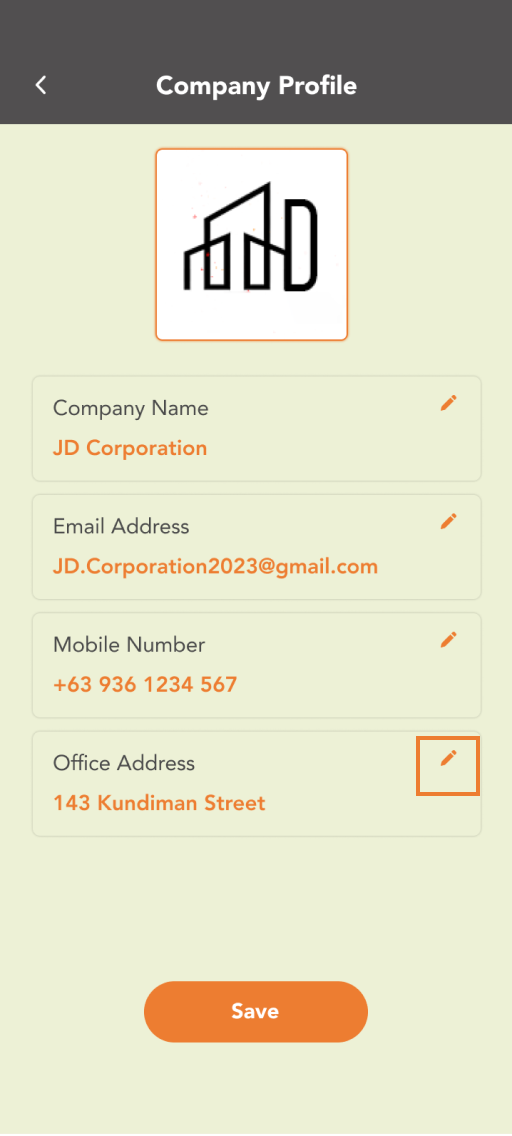 Company Profile
D
Company Name
JD Corporation
Email Address
JD.Corporation2023@gmail.com
Mobile Number
+63 936 1234 567
Office Address
143 Kundiman Street
Save